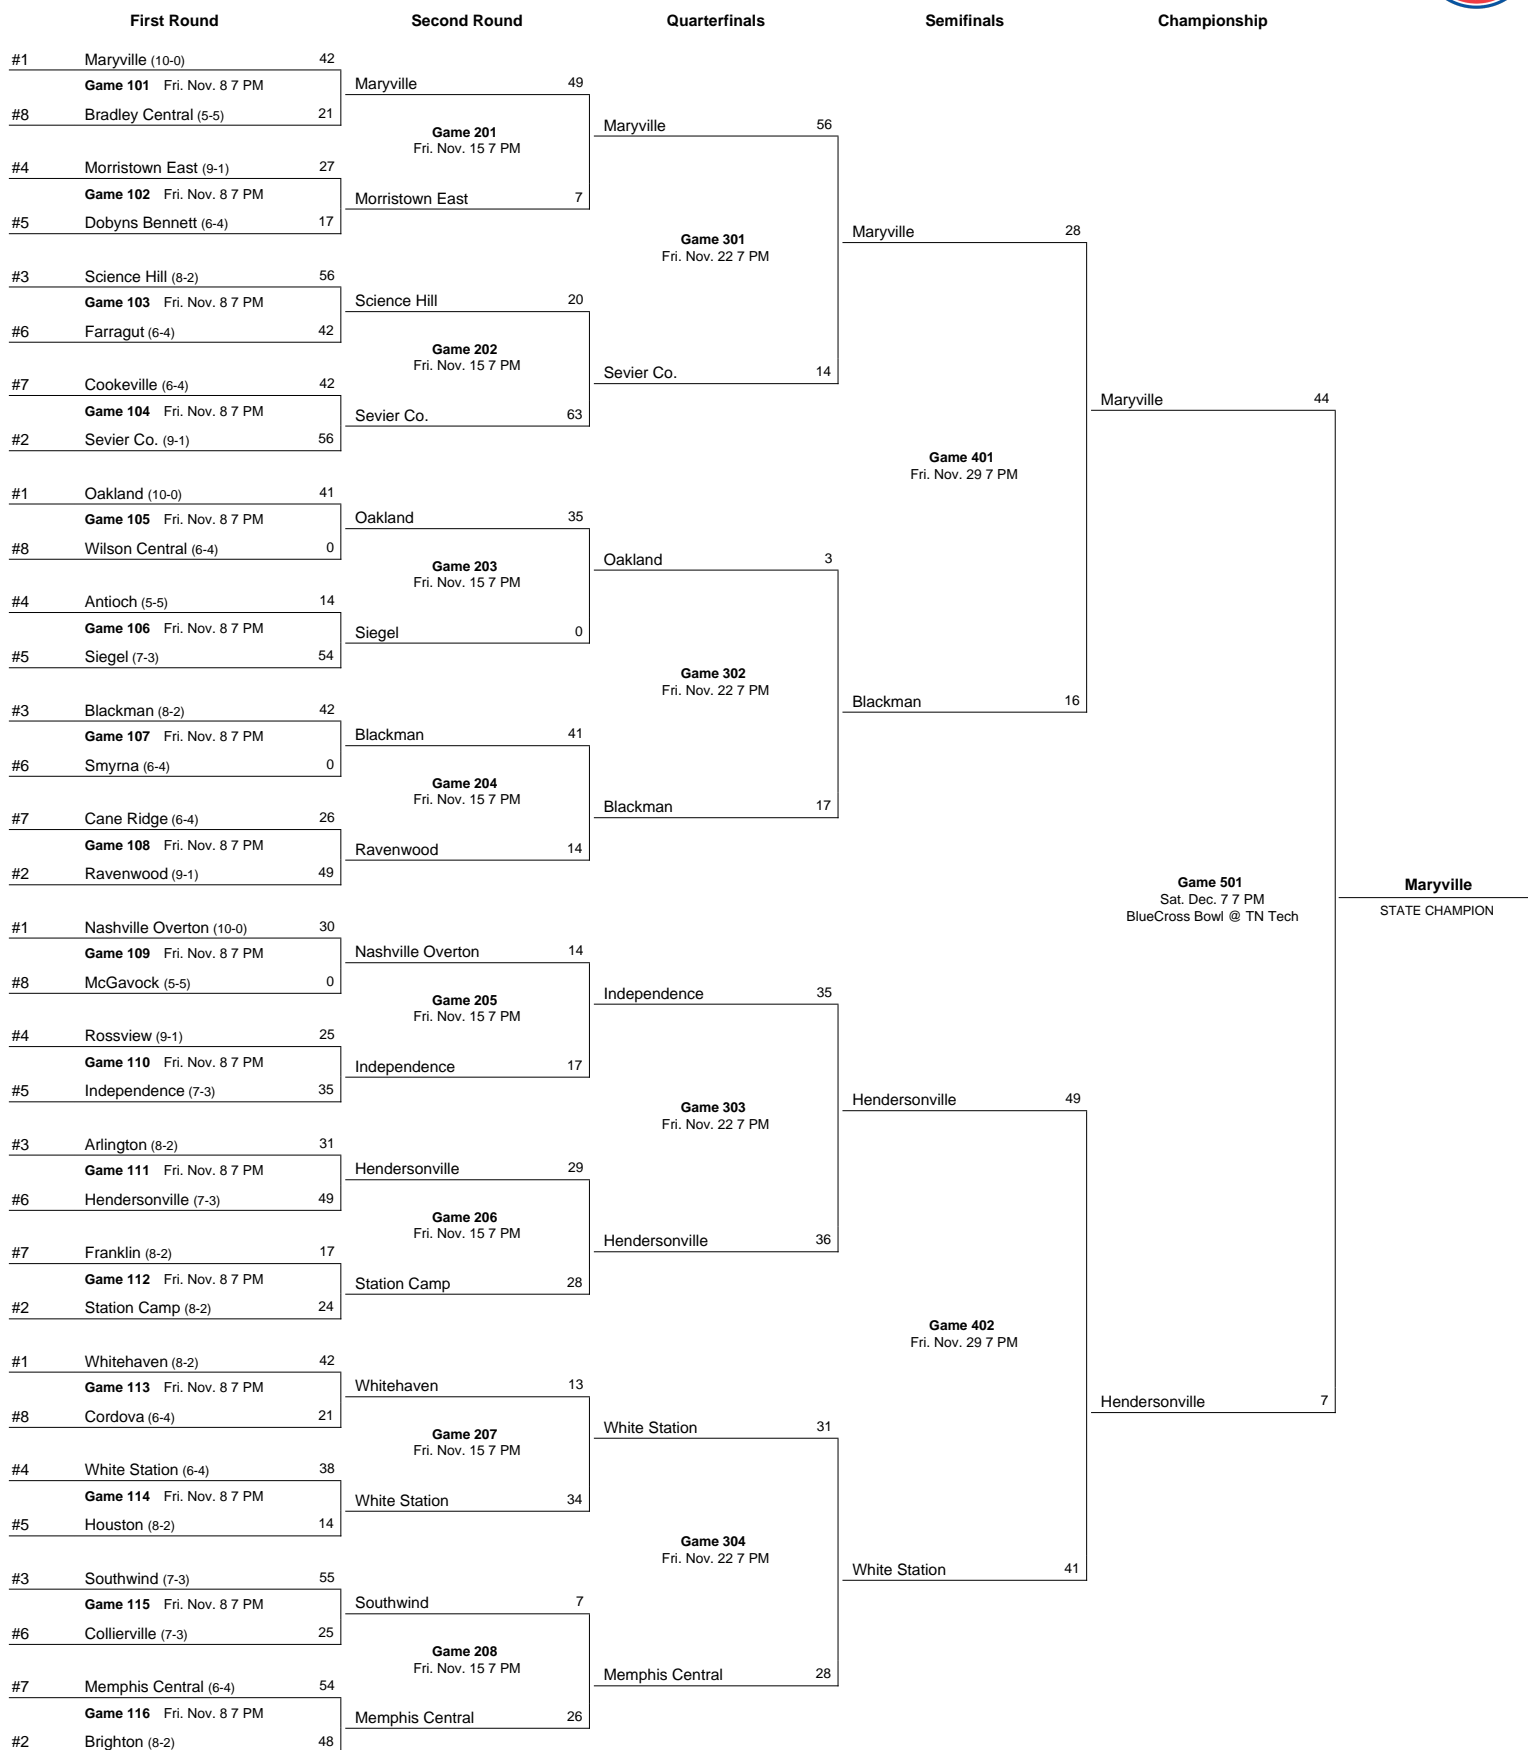 First Round Second Round Quarterfinals Semifinals Championship
#1 Maryville (10-0) 42
Game 101 Fri. Nov. 8 7 PM
#8 Bradley Central (5-5) 21
#4 Morristown East (9-1) 27
Game 102 Fri. Nov. 8 7 PM
#5 Dobyns Bennett (6-4) 17
#3 Science Hill (8-2) 56
Game 103 Fri. Nov. 8 7 PM
#6 Farragut (6-4) 42
#7 Cookeville (6-4) 42
Game 104 Fri. Nov. 8 7 PM
#2 Sevier Co. (9-1) 56
#1 Oakland (10-0) 41
Game 105 Fri. Nov. 8 7 PM
#8 Wilson Central (6-4) 0
#4 Antioch (5-5) 14
Game 106 Fri. Nov. 8 7 PM
#5 Siegel (7-3) 54
#3 Blackman (8-2) 42
Game 107 Fri. Nov. 8 7 PM
#6 Smyrna (6-4) 0
#7 Cane Ridge (6-4) 26
Game 108 Fri. Nov. 8 7 PM
#2 Ravenwood (9-1) 49
#1 Nashville Overton (10-0) 30
Game 109 Fri. Nov. 8 7 PM
#8 McGavock (5-5) 0
#4 Rossview (9-1) 25
Game 110 Fri. Nov. 8 7 PM
#5 Independence (7-3) 35
#3 Arlington (8-2) 31
Game 111 Fri. Nov. 8 7 PM
#6 Hendersonville (7-3) 49
#7 Franklin (8-2) 17
Game 112 Fri. Nov. 8 7 PM
#2 Station Camp (8-2) 24
#1 Whitehaven (8-2) 42
Game 113 Fri. Nov. 8 7 PM
#8 Cordova (6-4) 21
#4 White Station (6-4) 38
Game 114 Fri. Nov. 8 7 PM
#5 Houston (8-2) 14
#3 Southwind (7-3) 55
Game 115 Fri. Nov. 8 7 PM
#6 Collierville (7-3) 25
#7 Memphis Central (6-4) 54
Game 116 Fri. Nov. 8 7 PM
#2 Brighton (8-2) 48
Maryville 49
Game 201
Fri. Nov. 15 7 PM
Morristown East 7
Science Hill 20
Game 202
Fri. Nov. 15 7 PM
Sevier Co. 63
Oakland 35
Game 203
Fri. Nov. 15 7 PM
Siegel 0
Blackman 41
Game 204
Fri. Nov. 15 7 PM
Ravenwood 14
Nashville Overton 14
Game 205
Fri. Nov. 15 7 PM
Independence 17
Hendersonville 29
Game 206
Fri. Nov. 15 7 PM
Station Camp 28
Whitehaven 13
Game 207
Fri. Nov. 15 7 PM
White Station 34
Southwind 7
Game 208
Fri. Nov. 15 7 PM
Memphis Central 26
Maryville 56
Game 301
Fri. Nov. 22 7 PM
Sevier Co. 14
Oakland 3
Game 302
Fri. Nov. 22 7 PM
Blackman 17
Independence 35
Game 303
Fri. Nov. 22 7 PM
Hendersonville 36
White Station 31
Game 304
Fri. Nov. 22 7 PM
Memphis Central 28
Maryville 28
Game 401
Fri. Nov. 29 7 PM
Blackman 16
Hendersonville 49
Game 402
Fri. Nov. 29 7 PM
White Station 41
Maryville 44
Game 501
Sat. Dec. 7 7 PM
BlueCross Bowl @ TN Tech
Hendersonville 7
Maryville
STATE CHAMPION